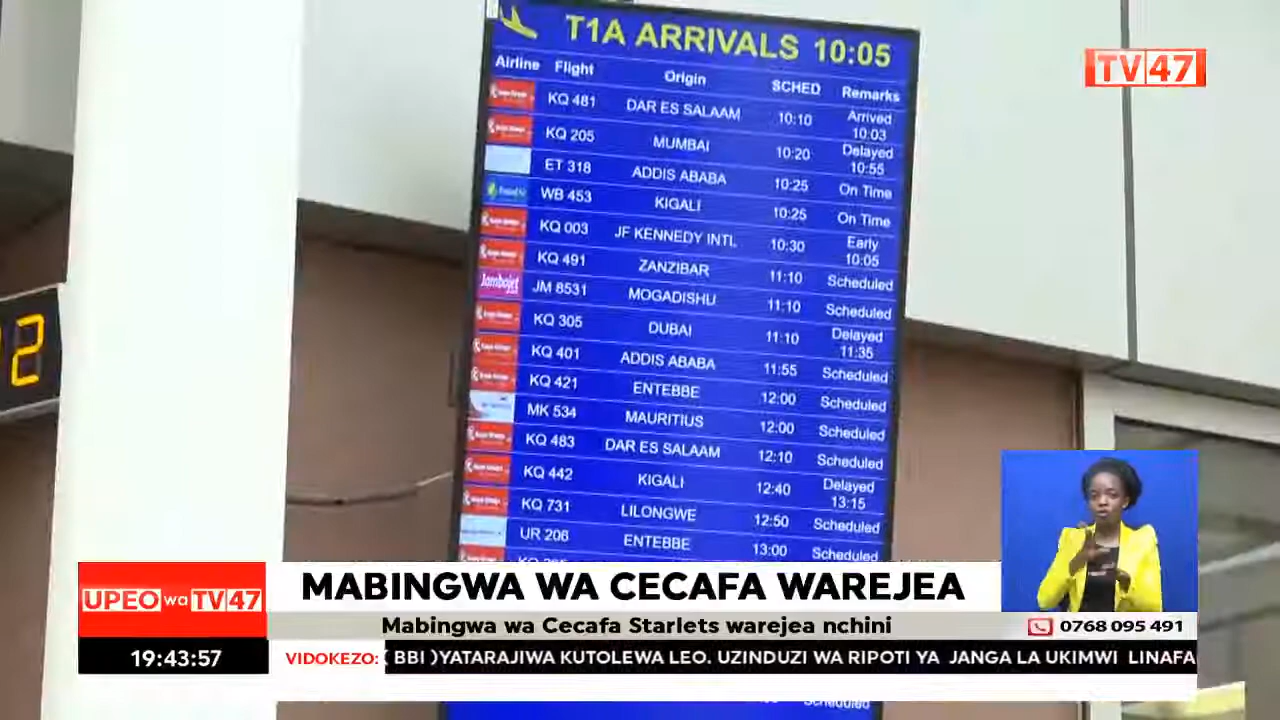 T1A ARRIVALS 10:05
Airline Flight Origin SCHED Remarks
KQ 481 DAR ES SALAAM 10:10 Arrived 10:03
KQ 205 MUMBAI 10:20 Delayed 10:55
ET 318 ADDIS ABABA 10:25 On Time
WB 453 KIGALI 10:25 On Time
KQ 003 JF KENNEDY INTL 10:30 Early 10:05
KQ 491 ZANZIBAR 11:10 Scheduled
Jambojet JM 8531 MOGADISHU 11:10 Scheduled
KQ 305 DUBAI 11:10 Delayed 11:35
KQ 401 ADDIS ABABA 11:55 Scheduled
KQ 421 ENTEBBE 12:00 Scheduled
MK 534 MAURITIUS 12:00 Scheduled
KQ 483 DAR ES SALAAM 12:10 Scheduled
KQ 442 KIGALI 12:40 Delayed 13:15
KQ 731 LILONGWE 12:50 Scheduled
UR 206 ENTEBBE 13:00 Scheduled
TV47
2
UPEO wa TV47
MABINGWA WA CECAFA WAREJEA
Mabingwa wa Cecafa Starlets warejea nchini
0768 095 491
19:43:57
VIDOKEZO: ( BBI )YATARAJIWA KUTOLEWA LEO. UZINDUZI WA RIPOTI YA JANGA LA UKIMWI LINAFA
Scheduled